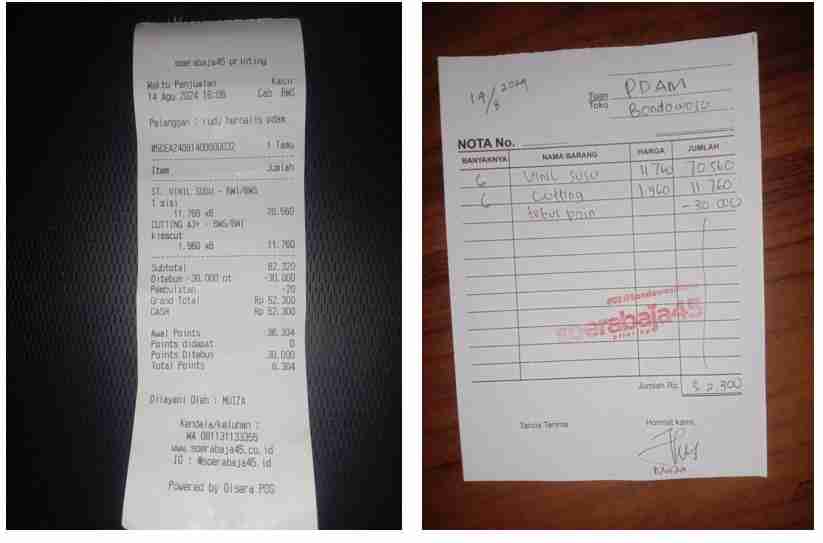 soerabaja45 printing
Waktu Penjualan Kasir
14 Agu 2024 16:06 Cab BWS
Pelanggan : rudi hornalis pdam
1 Tamu
Item Jumlah
ST. VINIL SUSU - BWI/BWS
1 sisi
11.760 x6 70.560
CUTTING A3+ - BWS/BWI
kisscut
1.960 x6 11.760
Subtotal 82.320
Ditebus -30.000 pt -30.000
Pembulatan -20
Grand Total Rp 52.300
CASH Rp 52.300
Awal Points 36.304
Points didapat 0
Points Ditebus 30.000
Total Points 6.304
Dilayani Oleh : MUIZA
Kendala/keluhan :
WA 081131133355
www.soerabaja45.co.id
IG : @soerabaja45.id
Powered by Olsera POS
14/8 2024
Tuan PDAM
Toko Bondowoso
NOTA No.
BANYAKNYA NAMA BARANG HARGA JUMLAH
6 VINIL SUSU 11.760 70.560
6 Cutting 1.960 11.760
tebus poin -30.000
soerabaja45
printing
Jumlah Rp. 52.300
Tanda Terima Hormat kami,